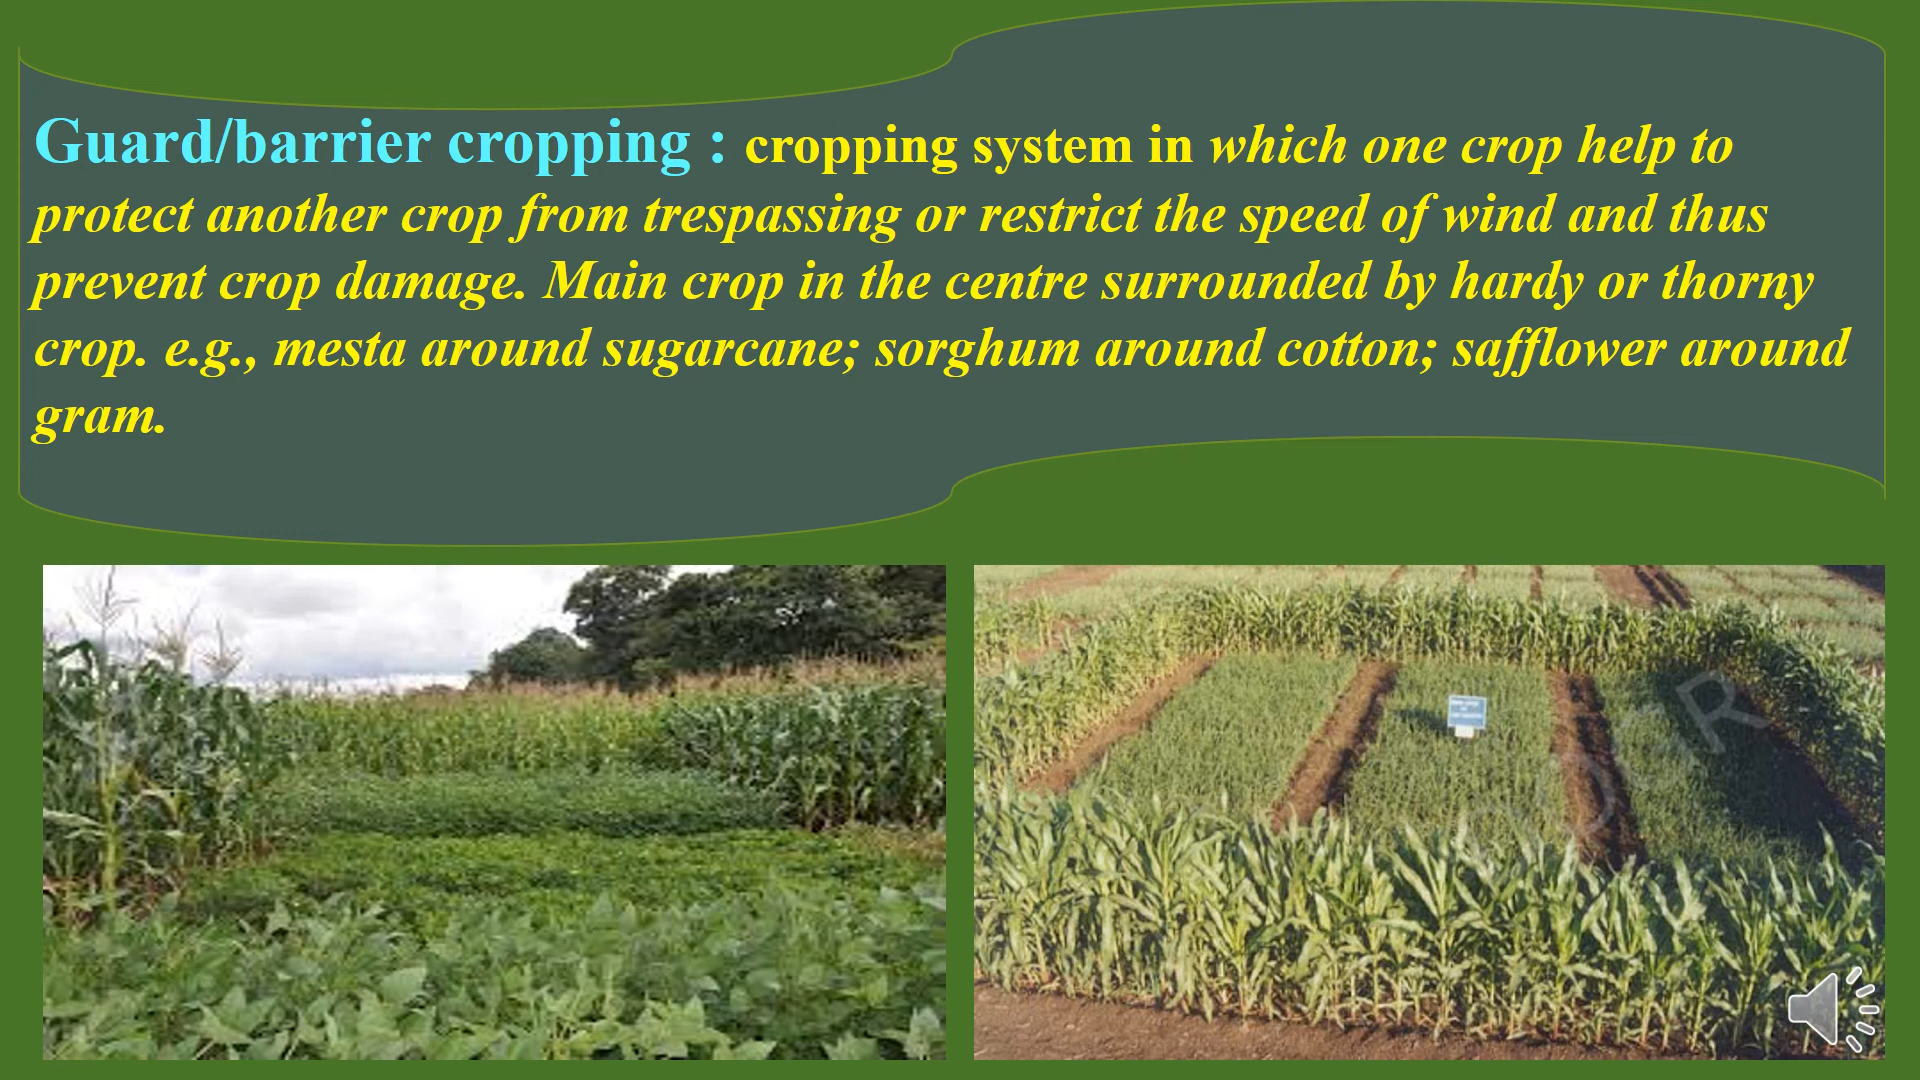 Guard/barrier cropping : cropping system in which one crop help to
protect another crop from trespassing or restrict the speed of wind and thus
prevent crop damage. Main crop in the centre surrounded by hardy or thorny
crop. e.g., mesta around sugarcane; sorghum around cotton; safflower around
gram.